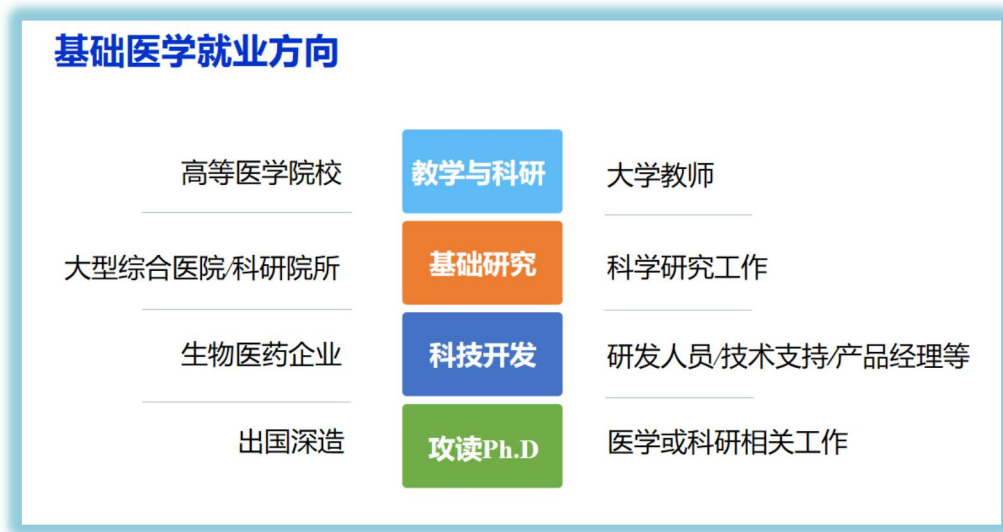 基础医学就业方向
高等医学院校 教学与科研 大学教师
大型综合医院/科研院所 基础研究 科学研究工作
生物医药企业 科技开发 研发人员/技术支持/产品经理等
出国深造 攻读Ph.D 医学或科研相关工作